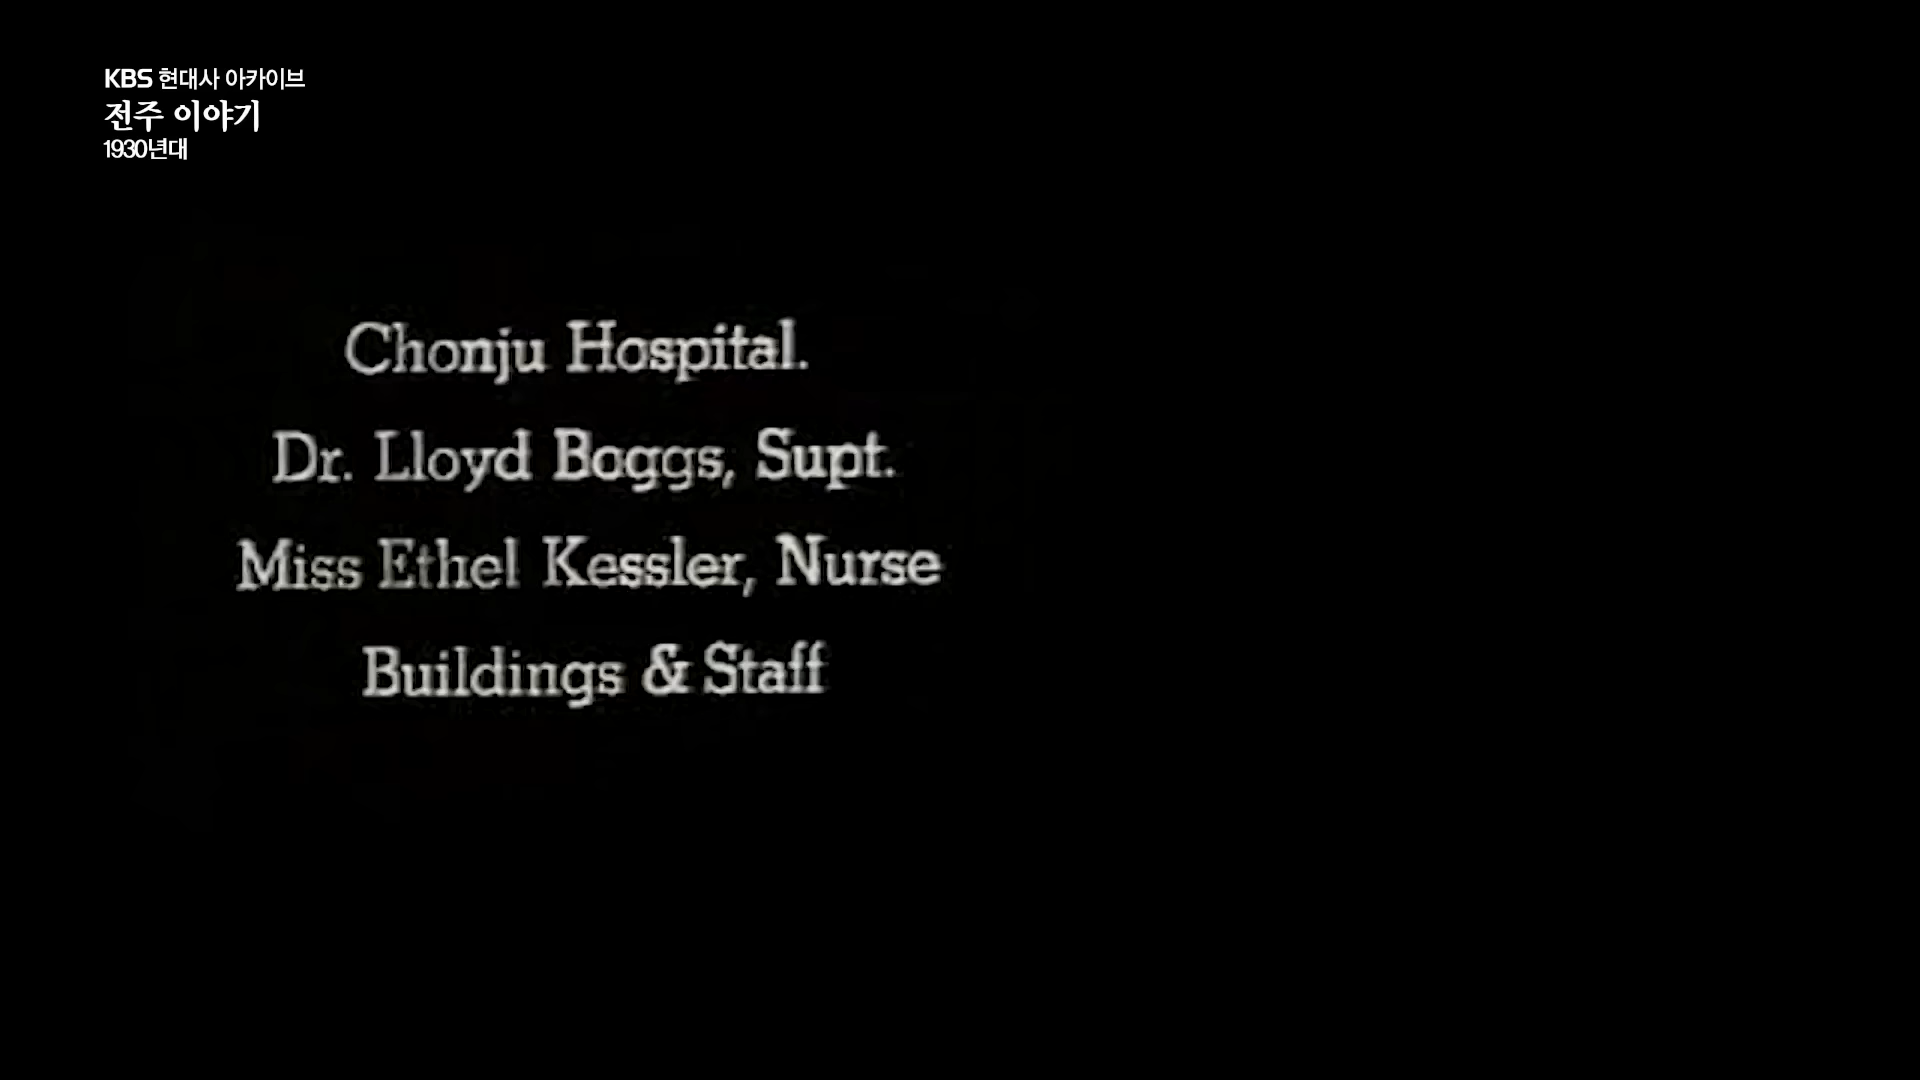 KBS 현대사 아카이브
전주 이야기
1930년대
Chonju Hospital.
Dr. Lloyd Boggs, Supt.
Miss Ethel Kessler, Nurse
Buildings & Staff